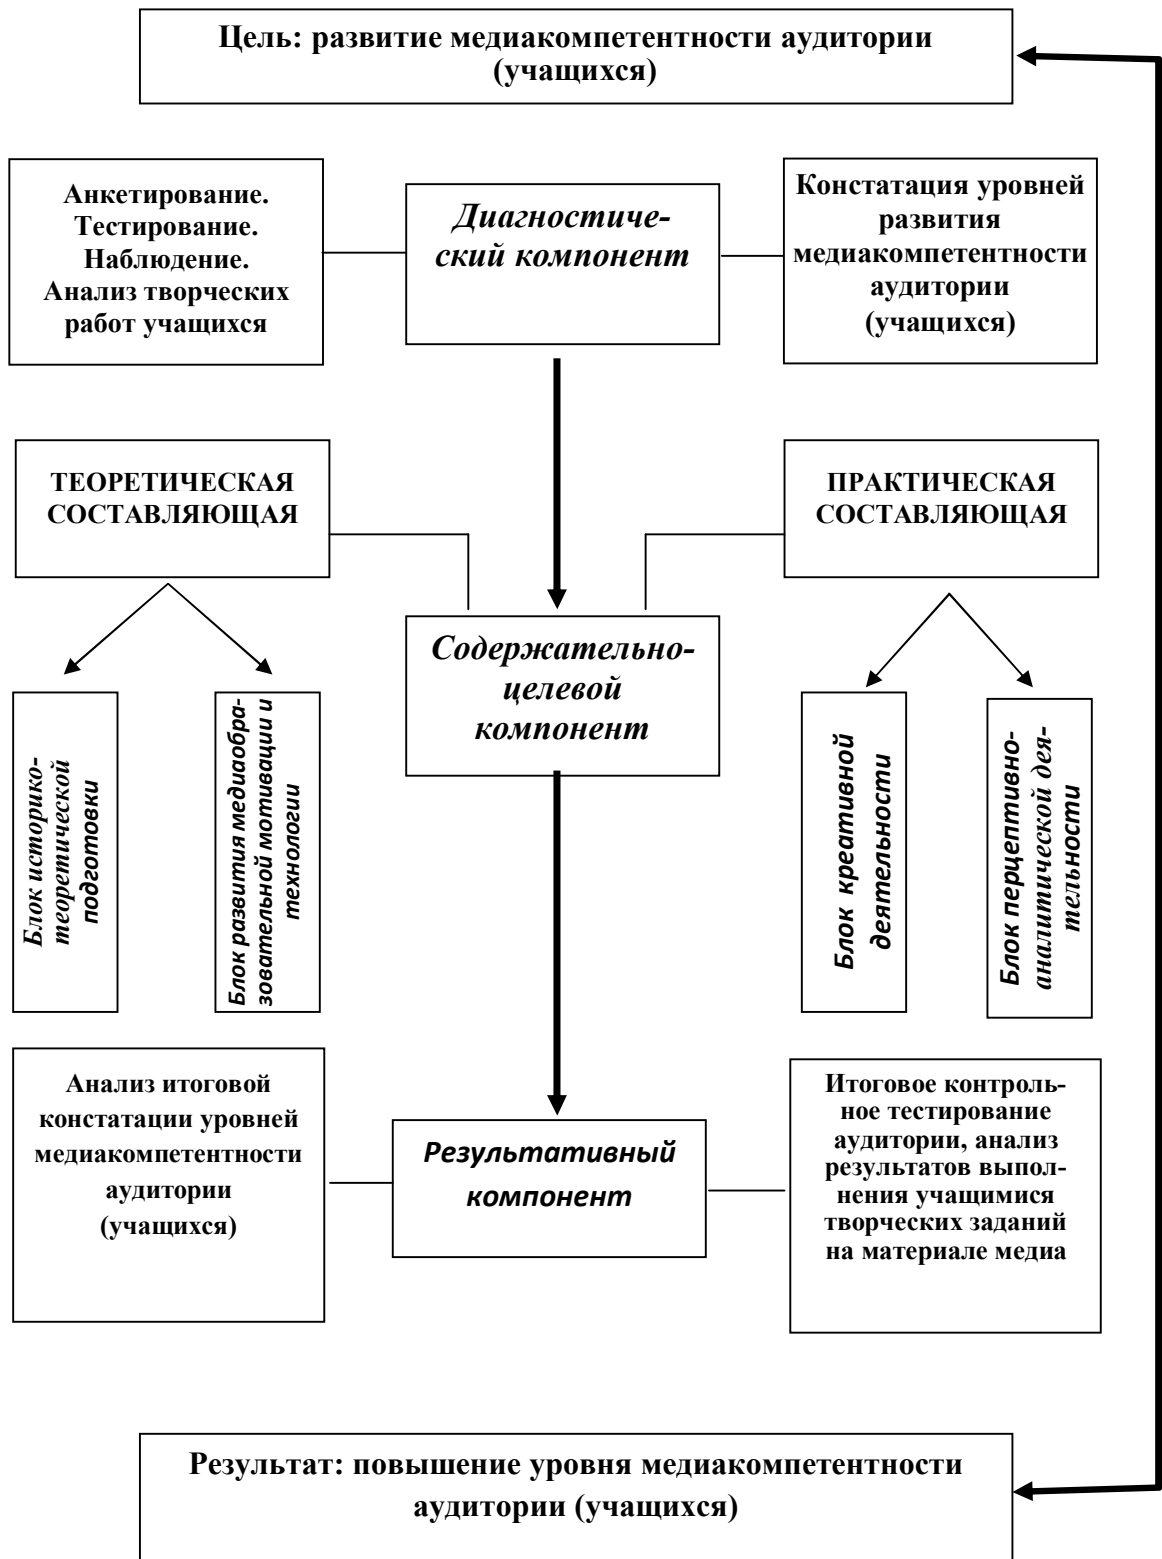 Цель: развитие медиакомпетентности аудитории
(учащихся)
Анкетирование.
Тестирование.
Наблюдение.
Анализ творческих
работ учащихся
Диагностиче-
ский компонент
Констатация уровней
развития
медиакомпетентности
аудитории
(учащихся)
ТЕОРЕТИЧЕСКАЯ
СОСТАВЛЯЮЩАЯ
ПРАКТИЧЕСКАЯ
СОСТАВЛЯЮЩАЯ
Содержательно-
целевой
компонент
Блок историко-
теоретической
подготовки
Блок развития медиаобра-
зовательной мотивации и
технологии
Блок креативной
деятельности
Блок перцептивно-
аналитической дея-
тельности
Анализ итоговой
констатации уровней
медиакомпетентности
аудитории
(учащихся)
Результативный
компонент
Итоговое контроль-
ное тестирование
аудитории, анализ
результатов выпол-
нения учащимися
творческих заданий
на материале медиа
Результат: повышение уровня медиакомпетентности
аудитории (учащихся)